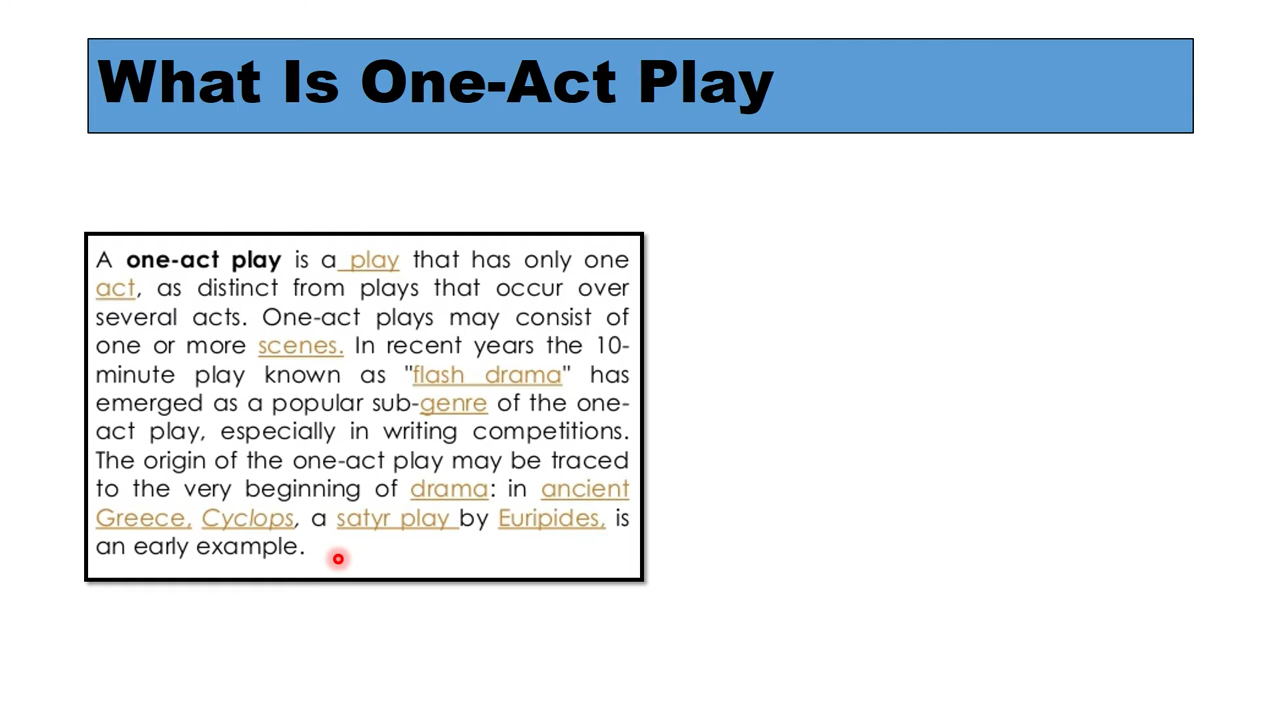 What Is One-Act Play
A one-act play is a play that has only one
act, as distinct from plays that occur over
several acts. One-act plays may consist of
one or more scenes. In recent years the 10-
minute play known as "flash drama" has
emerged as a popular sub-genre of the one-
act play, especially in writing competitions.
The origin of the one-act play may be traced
to the very beginning of drama: in ancient
Greece, Cyclops, a satyr play by Euripides, is
an early example.